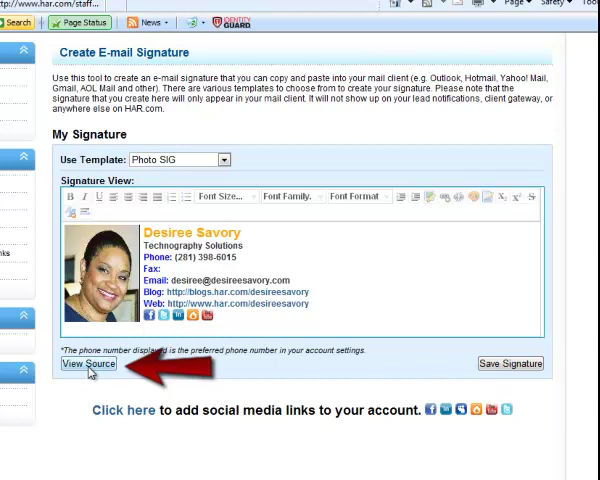 http://www.har.com/staff...
Page Safety
Search Page Status News IDENTITY GUARD
Create E-mail Signature
Use this tool to create an e-mail signature that you can copy and paste into your mail client (e.g. Outlook, Hotmail, Yahoo! Mail,
Gmail, AOL Mail and other). There are various templates to choose from to create your signature. Please note that the
signature that you create here will only appear in your mail client. It will not show up on your lead notifications, client gateway, or
anywhere else on HAR.com.
My Signature
Use Template: Photo SIG
Signature View:
B I U Font Size... Font Family. Font Format
Desiree Savory
Technography Solutions
Phone: (281) 398-6015
Fax:
Email: desiree@desireesavory.com
Blog: http://blogs.har.com/desireesavory
Web: http://www.har.com/desireesavory
*The phone number displayed is the preferred phone number in your account settings.
View Source Save Signature
Click here to add social media links to your account.